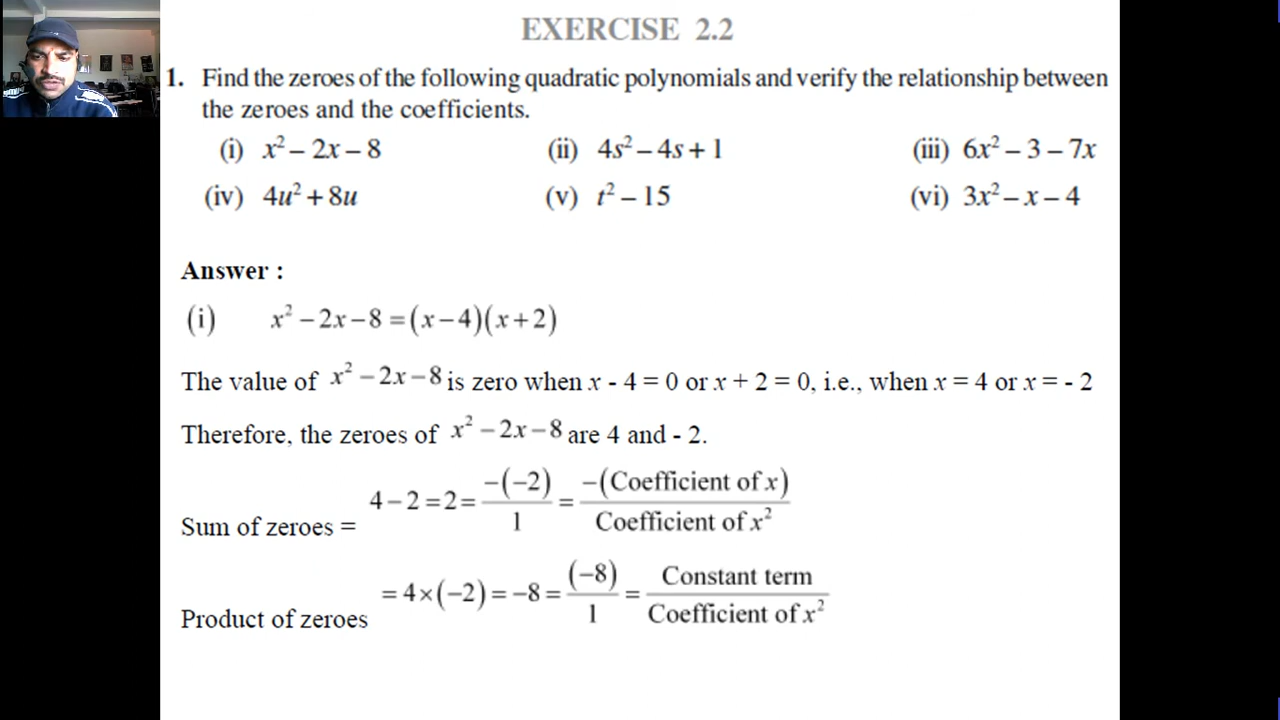 EXERCISE 2.2
1. Find the zeroes of the following quadratic polynomials and verify the relationship between
the zeroes and the coefficients.
(i) x² – 2x – 8 (ii) 4s² – 4s + 1 (iii) 6x² – 3 – 7x
(iv) 4u² + 8u (v) t² – 15 (vi) 3x² – x – 4
Answer :
(i) x² – 2x – 8 = (x – 4)(x + 2)
The value of x² – 2x – 8 is zero when x - 4 = 0 or x + 2 = 0, i.e., when x = 4 or x = - 2
Therefore, the zeroes of x² – 2x – 8 are 4 and - 2.
Sum of zeroes = 4 – 2 = 2 = –(–2)/1 = –(Coefficient of x)/Coefficient of x²
Product of zeroes = 4 × (–2) = –8 = (–8)/1 = Constant term/Coefficient of x²